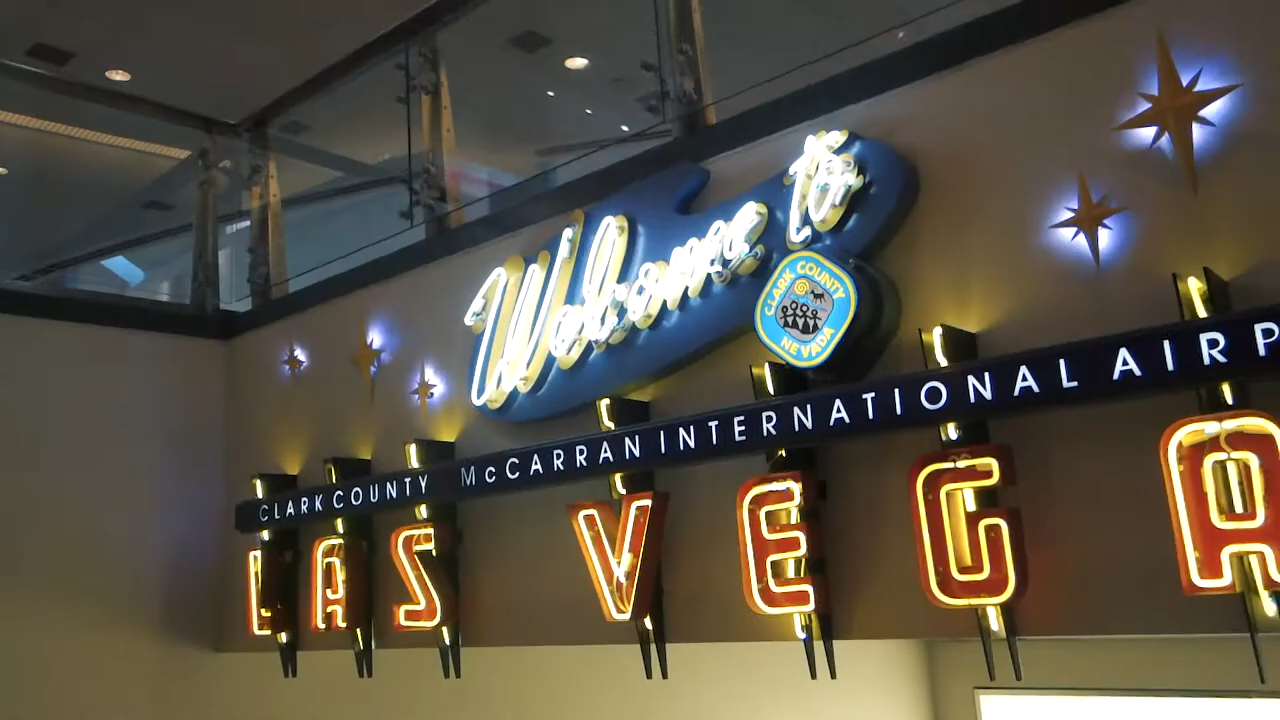 Welcome to
CLARK COUNTY
NEVADA
CLARK COUNTY McCARRAN INTERNATIONAL AIRP
LAS VEGA